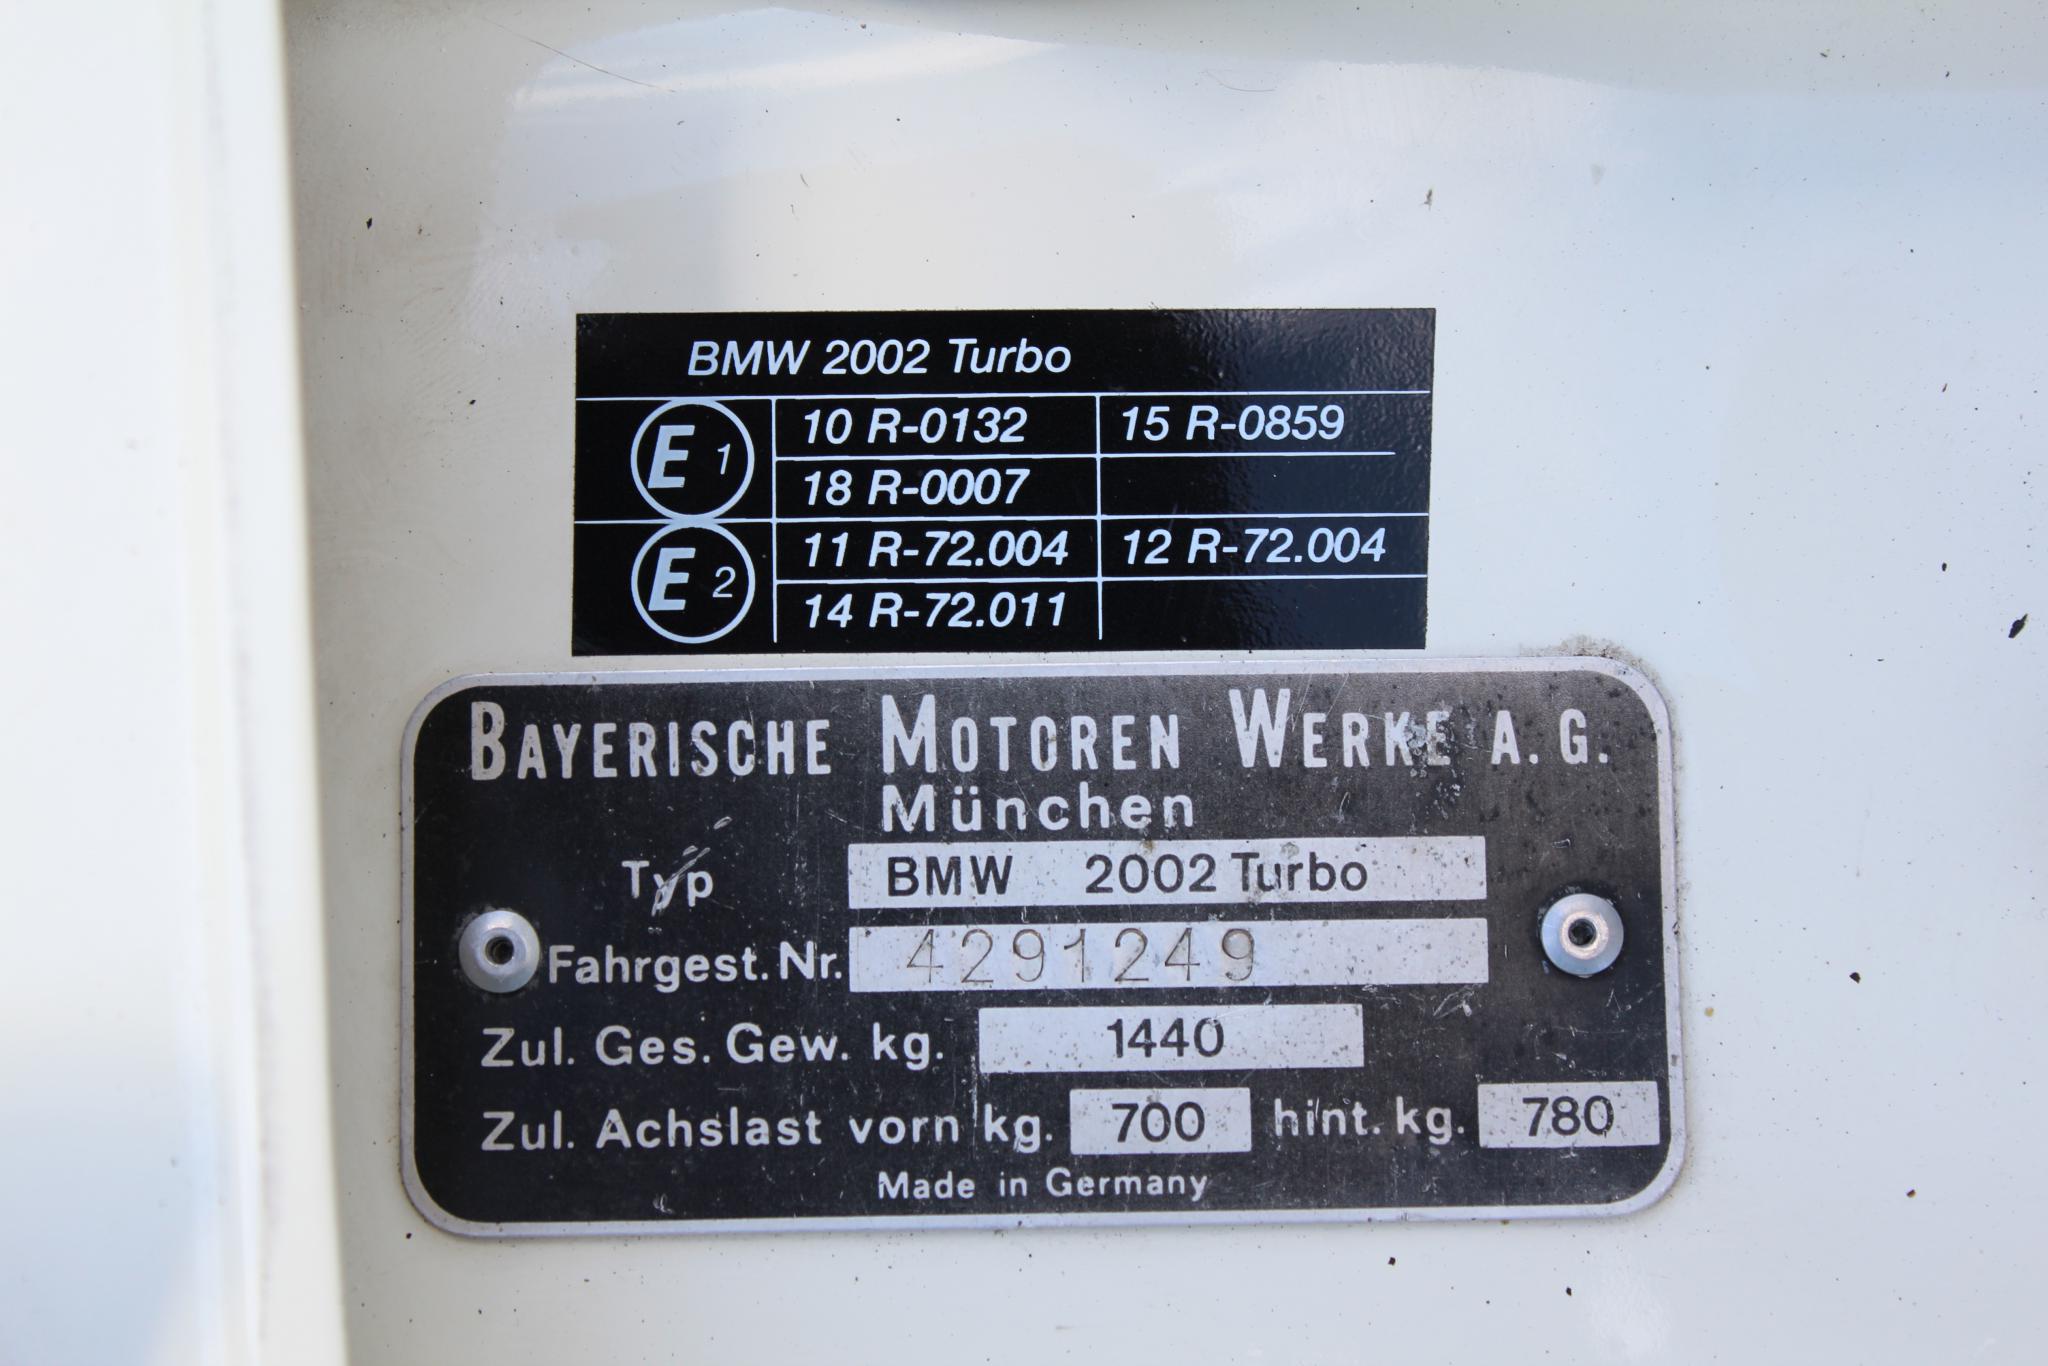 BMW 2002 Turbo
E 1 10 R-0132 15 R-0859
18 R-0007
E 2 11 R-72.004 12 R-72.004
14 R-72.011
BAYERISCHE MOTOREN WERKE A.G.
München
Typ BMW 2002 Turbo
Fahrgest. Nr. 4291249
Zul. Ges. Gew. kg. 1440
Zul. Achslast vorn kg. 700 hint. kg. 780
Made in Germany